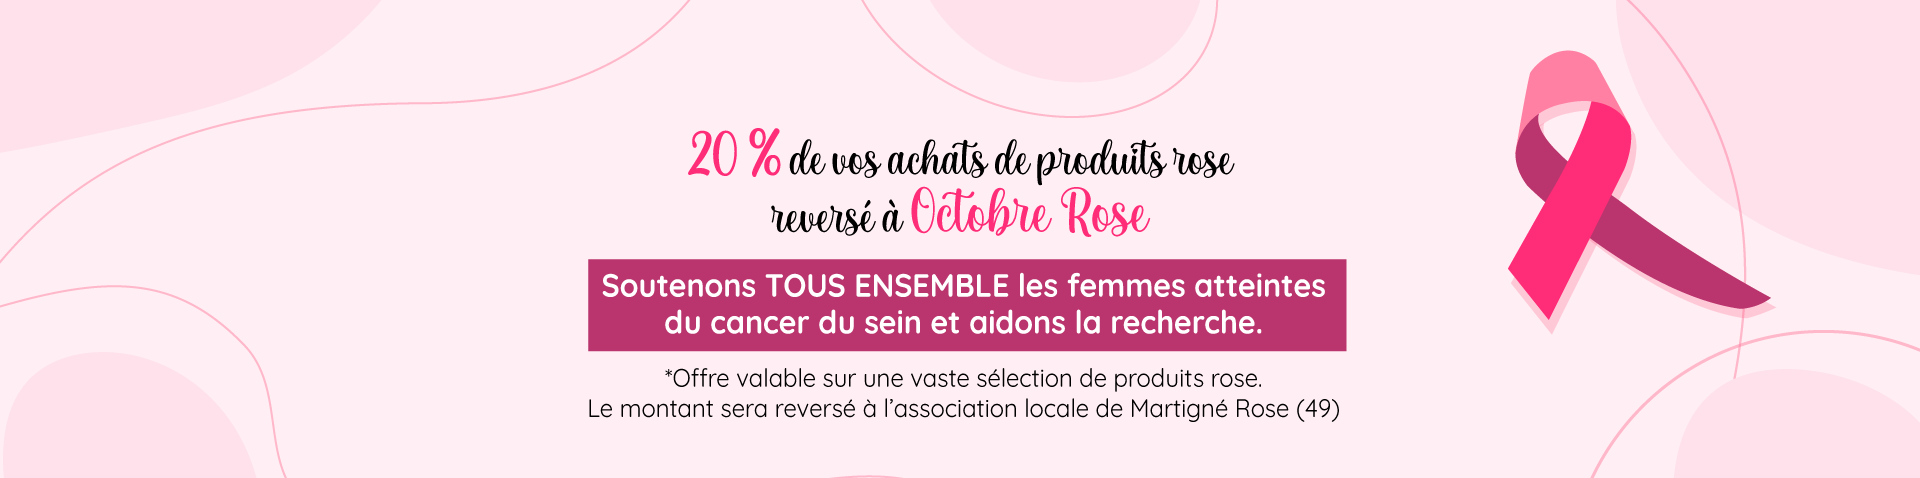 20 % de vos achats de produits rose
reversé à Octobre Rose
Soutenons TOUS ENSEMBLE les femmes atteintes
du cancer du sein et aidons la recherche.
*Offre valable sur une vaste sélection de produits rose.
Le montant sera reversé à l’association locale de Martigné Rose (49)